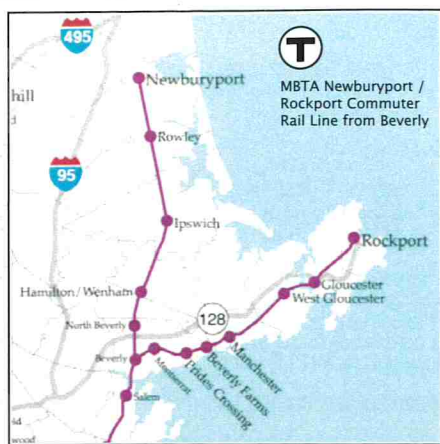 495
T
MBTA Newburyport /
Rockport Commuter
Rail Line from Beverly
Newburyport
hill
d
Rowley
95
Ipswich
Rockport
Hamilton/Wenham
Gloucester
West Gloucester
128
North Beverly
Manchester
Beverly Farms
Prides Crossing
Montserrat
Beverly
Salem
wood